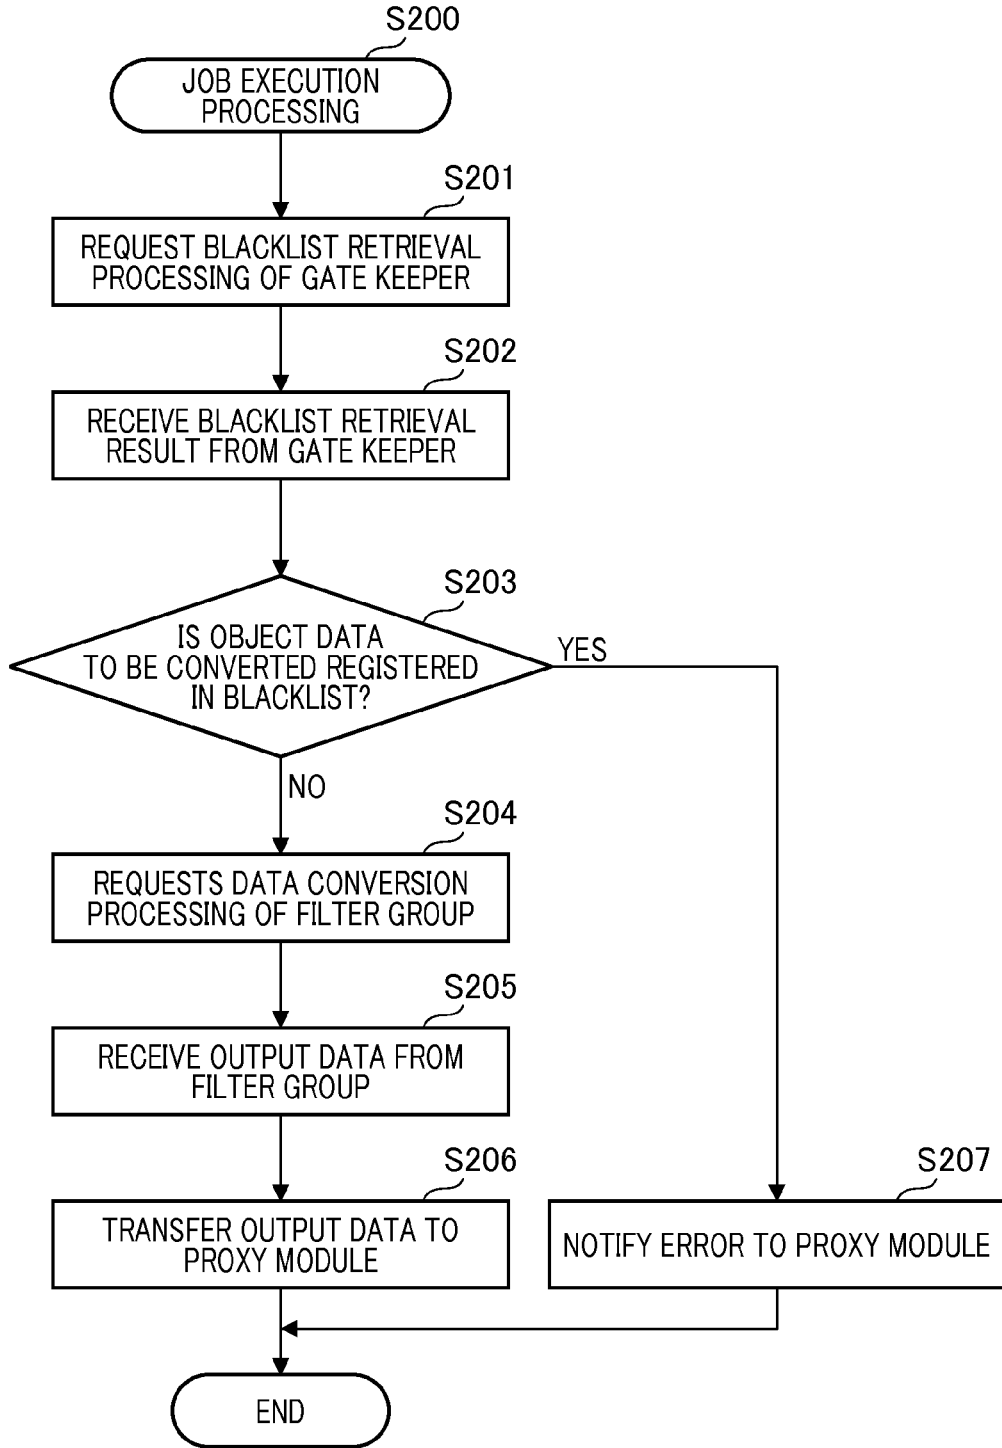 S200
JOB EXECUTION
PROCESSING
S201
REQUEST BLACKLIST RETRIEVAL
PROCESSING OF GATE KEEPER
S202
RECEIVE BLACKLIST RETRIEVAL
RESULT FROM GATE KEEPER
S203
IS OBJECT DATA
TO BE CONVERTED REGISTERED
IN BLACKLIST?
YES
NO
S204
REQUESTS DATA CONVERSION
PROCESSING OF FILTER GROUP
S205
RECEIVE OUTPUT DATA FROM
FILTER GROUP
S206
TRANSFER OUTPUT DATA TO
PROXY MODULE
S207
NOTIFY ERROR TO PROXY MODULE
END